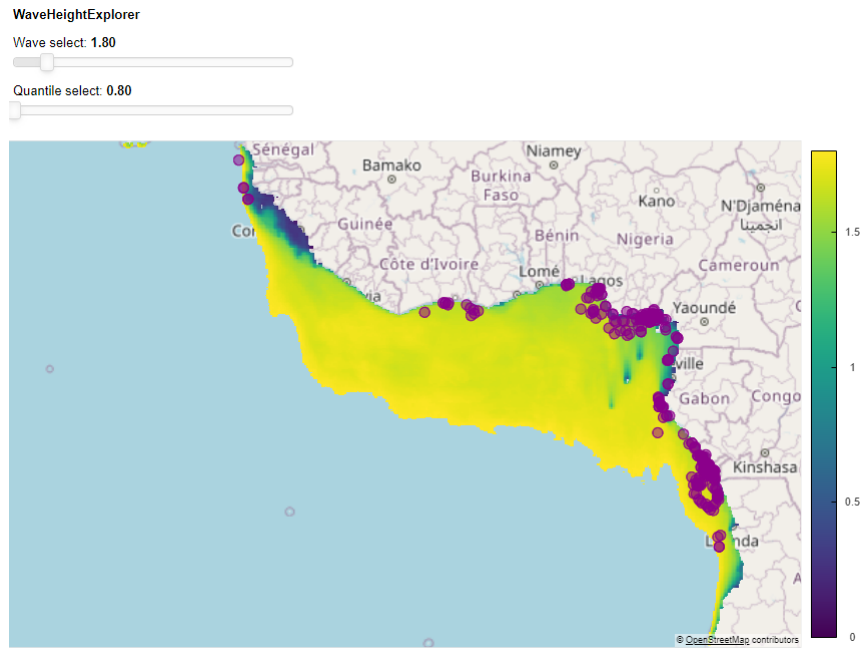 WaveHeightExplorer
Wave select: 1.80
Quantile select: 0.80
Sénégal
Niamey
Bamako
Burkina
Faso
Kano
N'Djaména
انجمينا
Guinée
Bénin
Nigeria
Côte d'Ivoire
Cameroun
Lomé
Lagos
Yaoundé
ville
Gabon
Congo
Kinshasa
1.5
1
0.5
0
© OpenStreetMap contributors